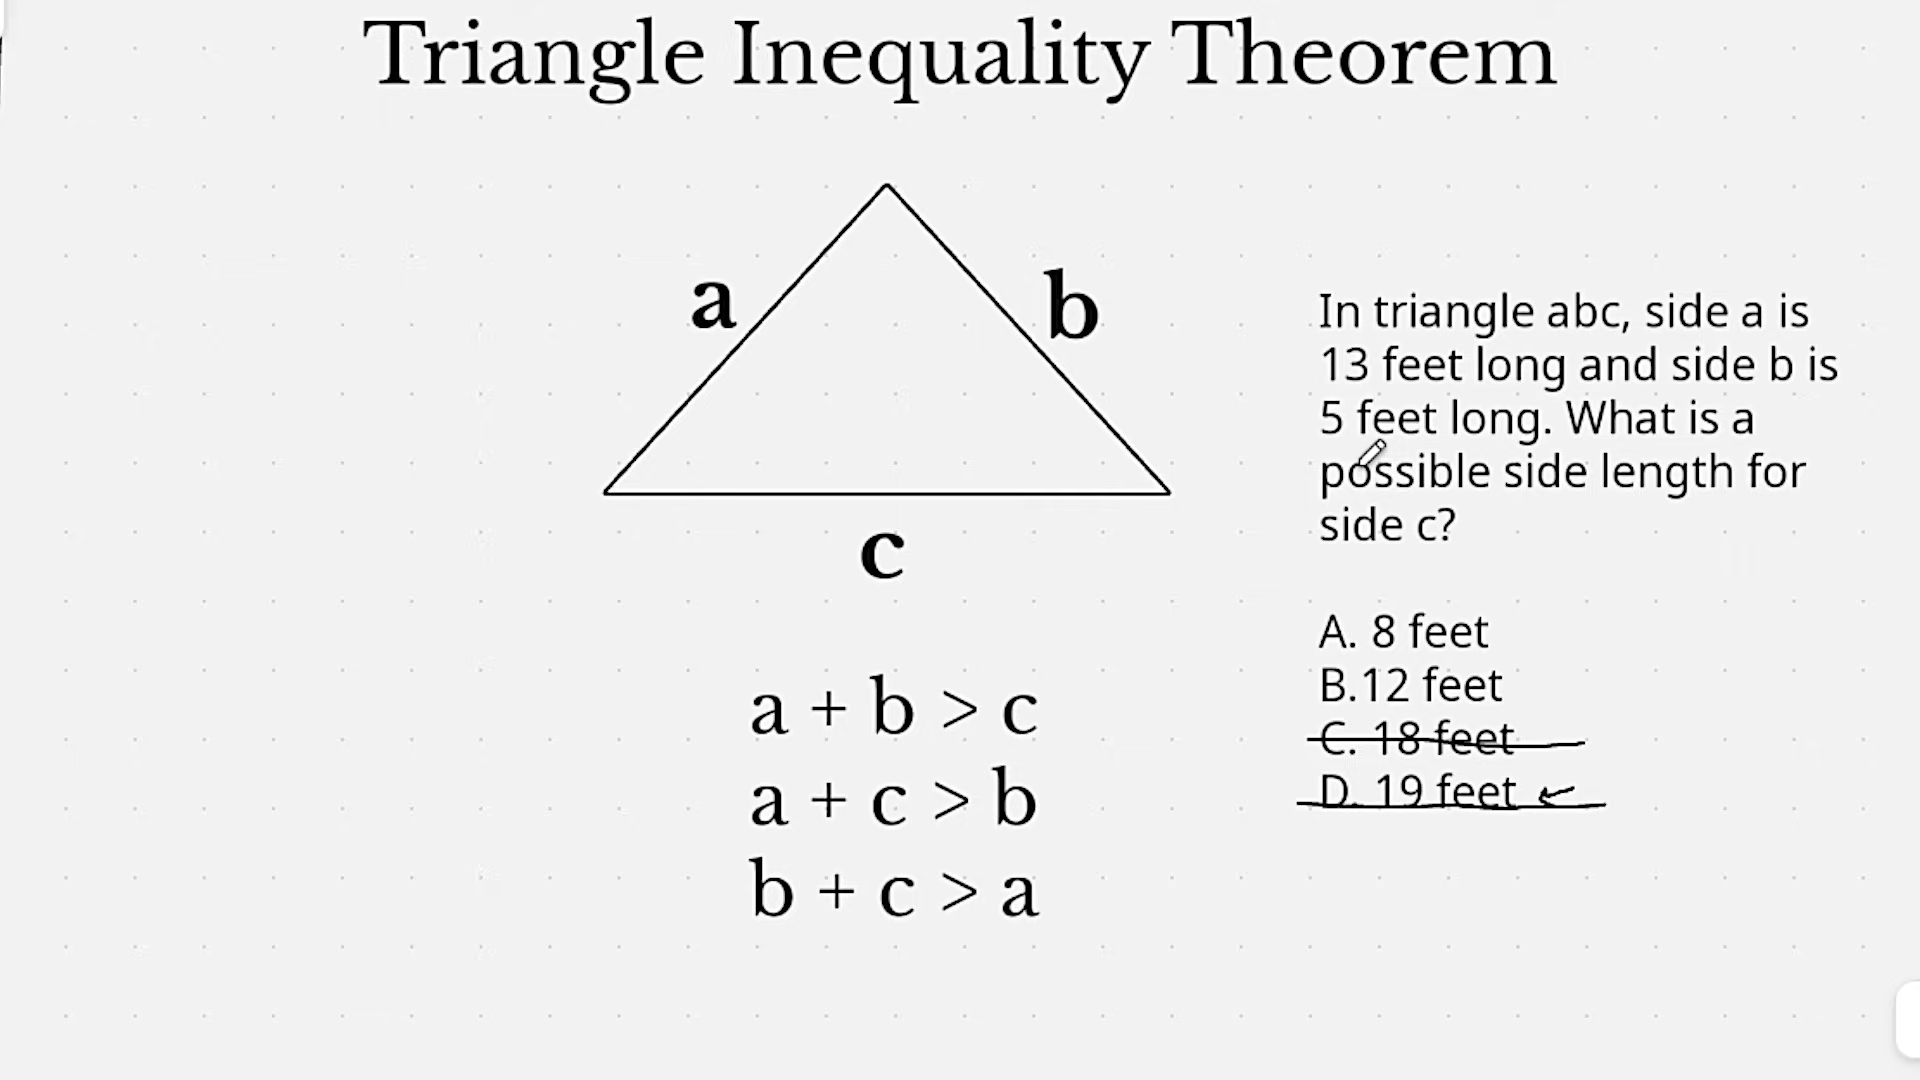 Triangle Inequality Theorem
a
b
c
a + b > c
a + c > b
b + c > a
In triangle abc, side a is
13 feet long and side b is
5 feet long. What is a
possible side length for
side c?
A. 8 feet
B.12 feet
C. 18 feet
D. 19 feet